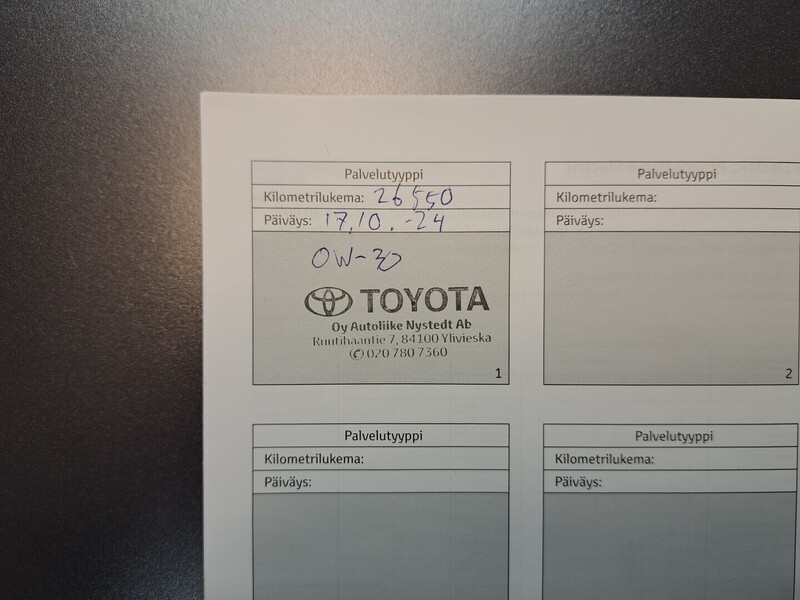 Palvelutyyppi
Kilometrilukema: 26550
Päiväys: 17.10.-24
0W-30
TOYOTA
Oy Autoliike Nystedt Ab
Ruutihaantie 7, 84100 Ylivieska
✆ 020 780 7360
1
Palvelutyyppi
Kilometrilukema:
Päiväys:
2
Palvelutyyppi
Kilometrilukema:
Päiväys:
Palvelutyyppi
Kilometrilukema:
Päiväys: